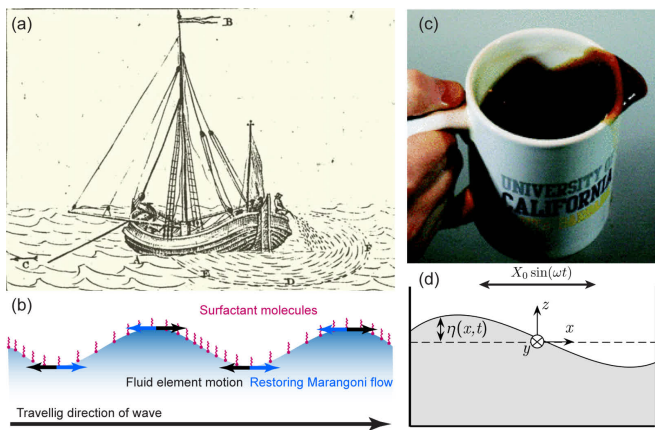 (a)
B
C
A
E
D
F
(b)
Surfactant molecules
Fluid element motion
Restoring Marangoni flow
Travellig direction of wave
(c)
UNIVERSITY OF
CALIFORNIA
(d)
X₀ sin(ωt)
η(x,t)
z
x
y